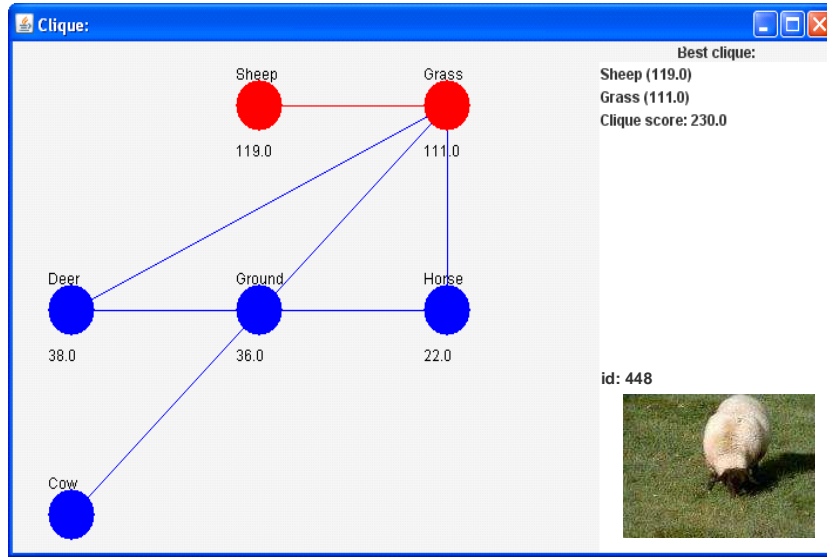 Clique:
Sheep
Grass
119.0
111.0
Deer
Ground
Horse
38.0
36.0
22.0
Cow
Best clique:
Sheep (119.0)
Grass (111.0)
Clique score: 230.0
id: 448